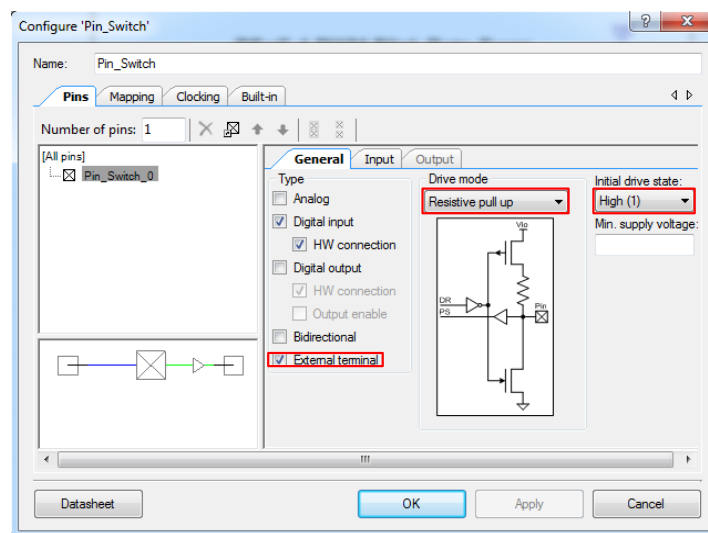 Configure 'Pin_Switch'
Name: Pin_Switch
Pins Mapping Clocking Built-in
Number of pins: 1
[All pins]
Pin_Switch_0
General Input Output
Type
Analog
Digital input
HW connection
Digital output
HW connection
Output enable
Bidirectional
External terminal
Drive mode
Resistive pull up
Vio
DR
PS
Pin
Initial drive state:
High (1)
Min. supply voltage:
Datasheet OK Apply Cancel